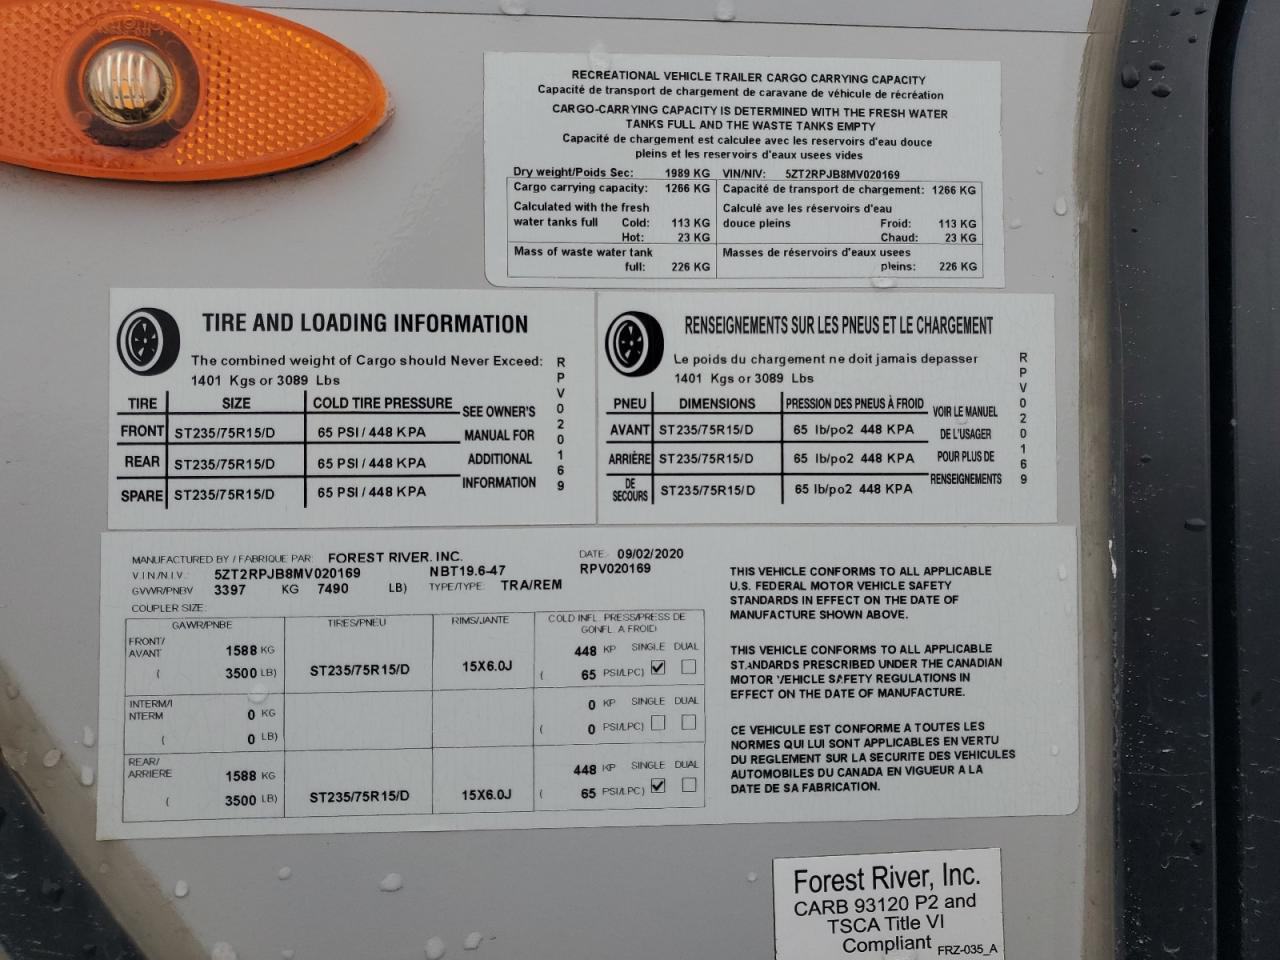 RECREATIONAL VEHICLE TRAILER CARGO CARRYING CAPACITY
Capacité de transport de chargement de caravane de véhicule de récréation
CARGO-CARRYING CAPACITY IS DETERMINED WITH THE FRESH WATER
TANKS FULL AND THE WASTE TANKS EMPTY
Capacité de chargement est calculee avec les reservoirs d'eau douce
pleins et les reservoirs d'eaux usees vides
Dry weight/Poids Sec: 1989 KG VIN/NIV: 5ZT2RPJB8MV020169
Cargo carrying capacity: 1266 KG Capacité de transport de chargement: 1266 KG
Calculated with the fresh Calculé ave les réservoirs d'eau
water tanks full Cold: 113 KG douce pleins Froid: 113 KG
Hot: 23 KG Chaud: 23 KG
Mass of waste water tank Masses de réservoirs d'eaux usees
full: 226 KG pleins: 226 KG
TIRE AND LOADING INFORMATION
The combined weight of Cargo should Never Exceed:
1401 Kgs or 3089 Lbs
TIRE SIZE COLD TIRE PRESSURE SEE OWNER'S
FRONT ST235/75R15/D 65 PSI / 448 KPA MANUAL FOR
REAR ST235/75R15/D 65 PSI / 448 KPA ADDITIONAL
SPARE ST235/75R15/D 65 PSI / 448 KPA INFORMATION
RPV020169
RENSEIGNEMENTS SUR LES PNEUS ET LE CHARGEMENT
Le poids du chargement ne doit jamais depasser
1401 Kgs or 3089 Lbs
PNEU DIMENSIONS PRESSION DES PNEUS À FROID VOIR LE MANUEL
AVANT ST235/75R15/D 65 lb/po2 448 KPA DE L'USAGER
ARRIÈRE ST235/75R15/D 65 lb/po2 448 KPA POUR PLUS DE
DE SECOURS ST235/75R15/D 65 lb/po2 448 KPA RENSEIGNEMENTS
RPV020169
MANUFACTURED BY / FABRIQUE PAR: FOREST RIVER, INC. DATE: 09/02/2020
V.I.N/N.I.V.: 5ZT2RPJB8MV020169 NBT19.6-47 RPV020169
GVWR/PNBV 3397 KG 7490 LB) TYPE/TYPE: TRA/REM
COUPLER SIZE:
GAWR/PNBE TIRES/PNEU RIMS/JANTE COLD INFL. PRESS/PRESS DE
GONFL. A FROID)
FRONT/
AVANT 1588 KG 448 KP SINGLE DUAL
( 3500 LB) ST235/75R15/D 15X6.0J ( 65 PSI/LPC) ☑ ☐
INTERM/I
NTERM 0 KG 0 KP SINGLE DUAL
( 0 LB) ( 0 PSI/LPC) ☐ ☐
REAR/
ARRIERE 1588 KG 448 KP SINGLE DUAL
( 3500 LB) ST235/75R15/D 15X6.0J ( 65 PSI/LPC) ☑ ☐
THIS VEHICLE CONFORMS TO ALL APPLICABLE
U.S. FEDERAL MOTOR VEHICLE SAFETY
STANDARDS IN EFFECT ON THE DATE OF
MANUFACTURE SHOWN ABOVE.
THIS VEHICLE CONFORMS TO ALL APPLICABLE
STANDARDS PRESCRIBED UNDER THE CANADIAN
MOTOR VEHICLE SAFETY REGULATIONS IN
EFFECT ON THE DATE OF MANUFACTURE.
CE VEHICULE EST CONFORME A TOUTES LES
NORMES QUI LUI SONT APPLICABLES EN VERTU
DU REGLEMENT SUR LA SECURITE DES VEHICULES
AUTOMOBILES DU CANADA EN VIGUEUR A LA
DATE DE SA FABRICATION.
Forest River, Inc.
CARB 93120 P2 and
TSCA Title VI
Compliant FRZ-035_A